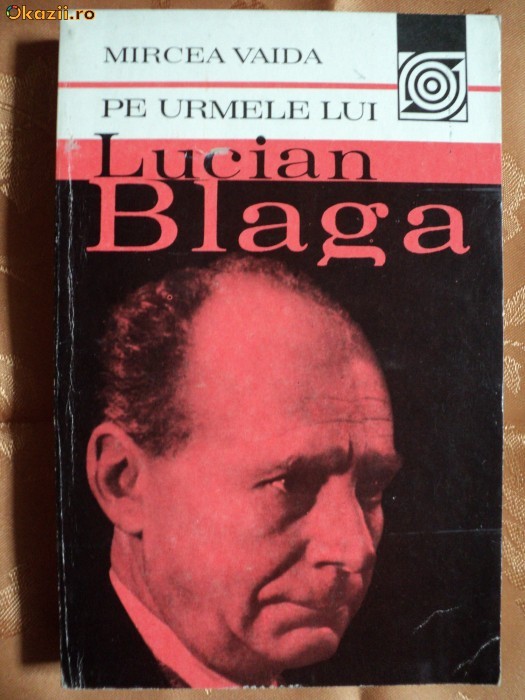 Okazii.ro
MIRCEA VAIDA
PE URMELE LUI
Lucian
Blaga